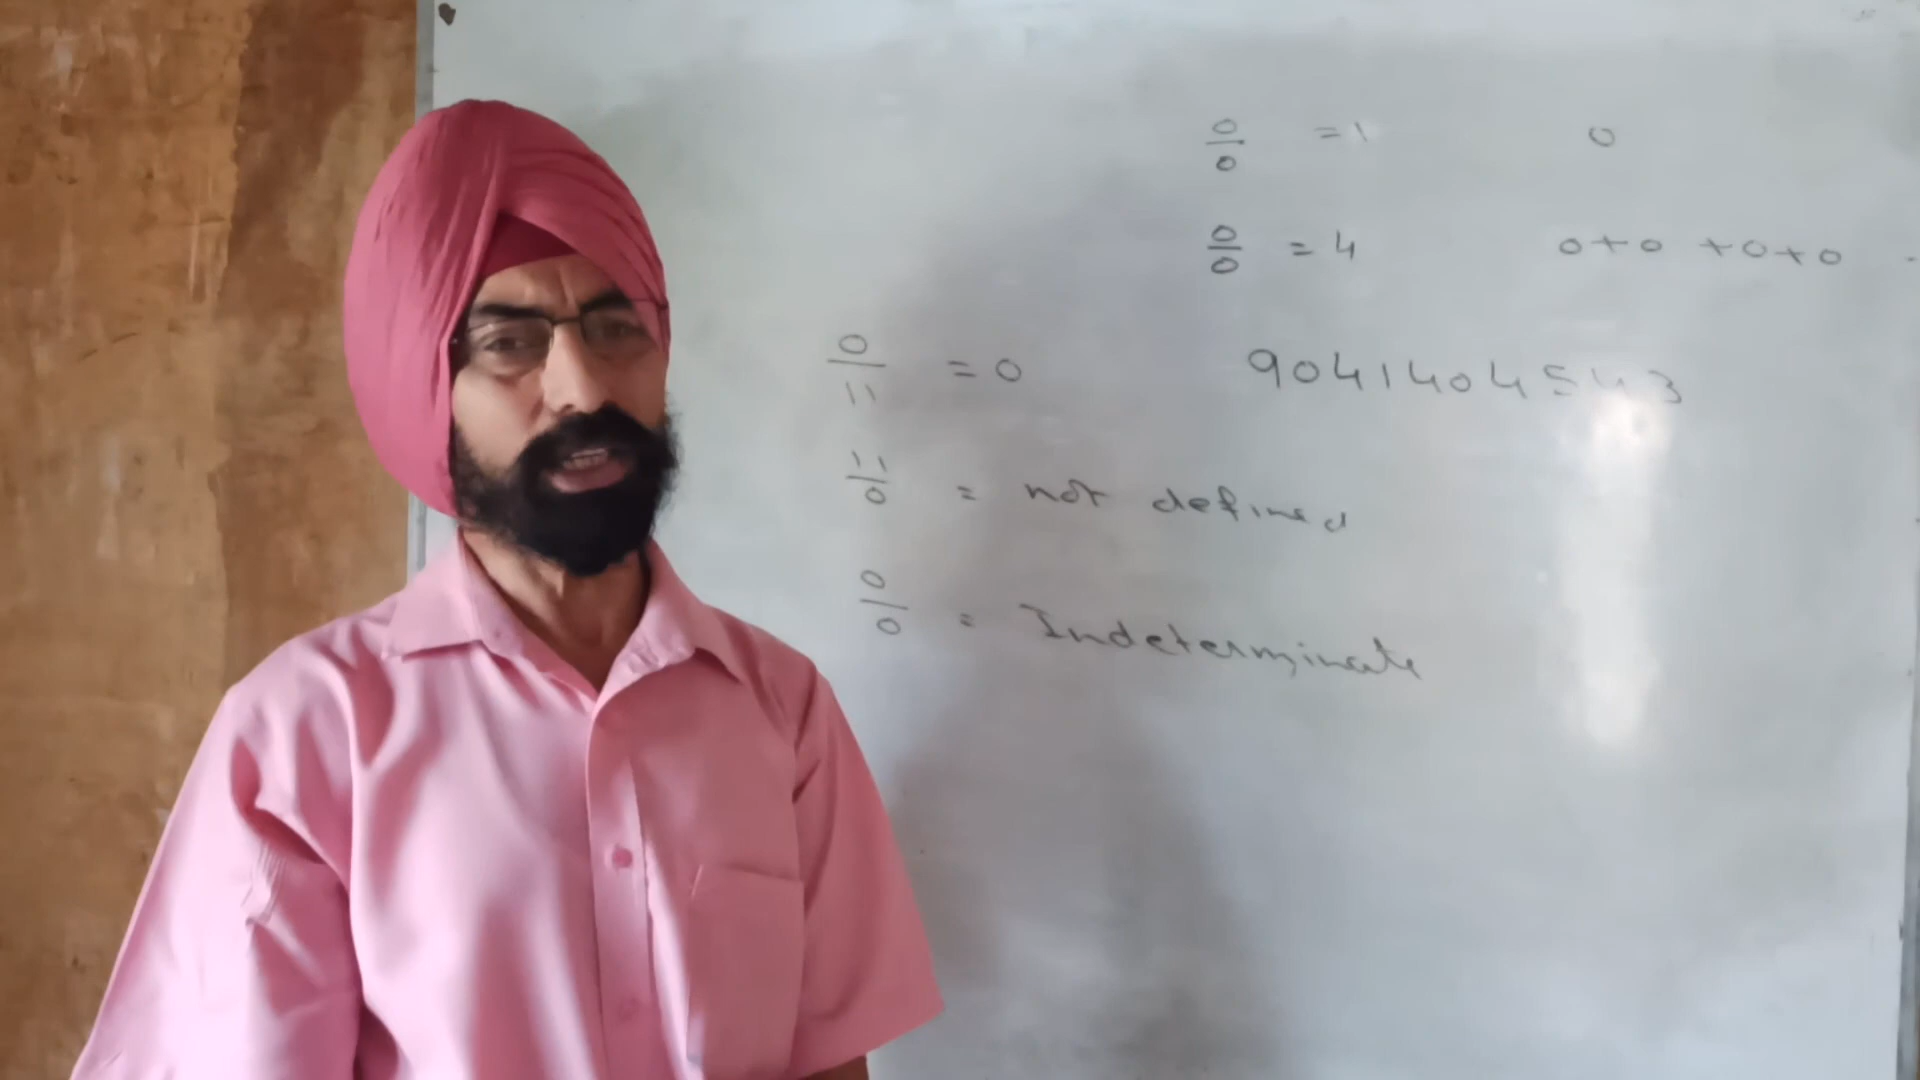 0/0 = 1 0
0/0 = 4 0+0+0+0
0/11 = 0
9041404543
11/0 = not defined
0/0 = Indeterminate